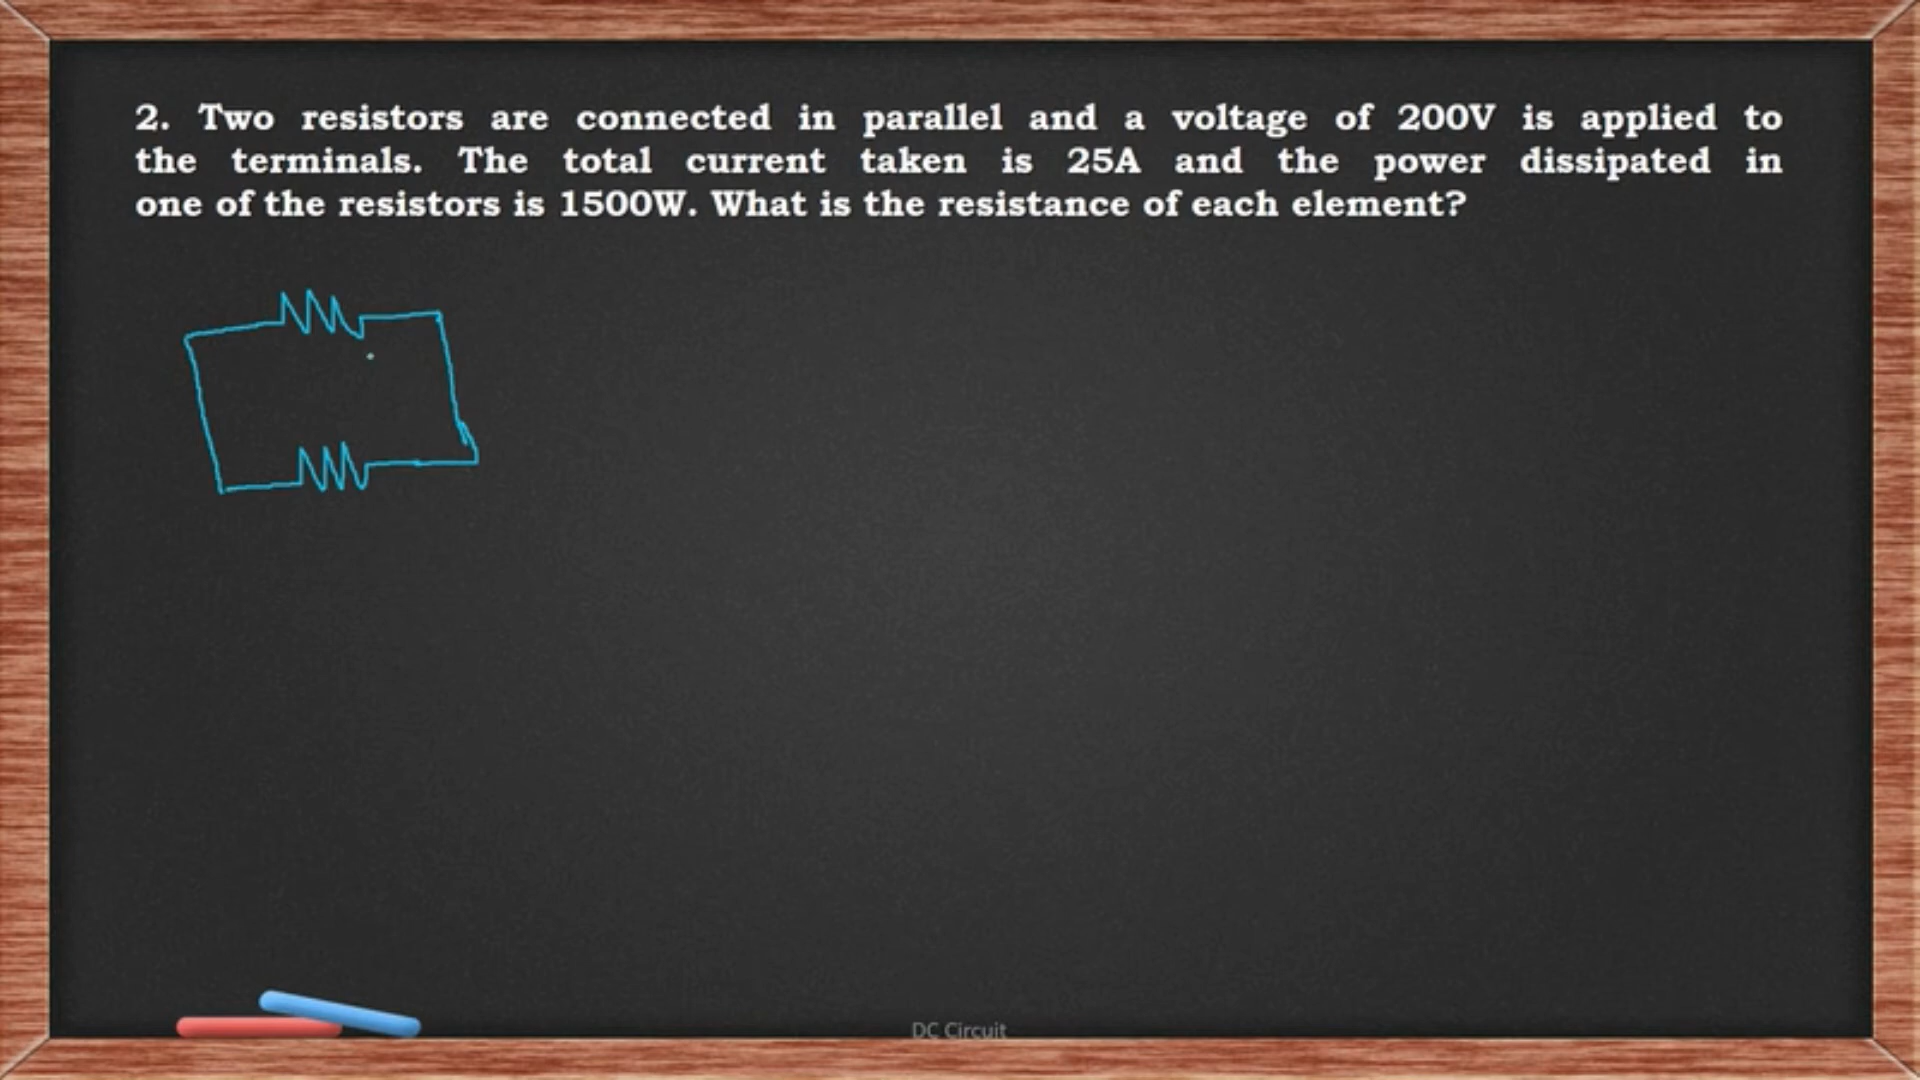 2. Two resistors are connected in parallel and a voltage of 200V is applied to
the terminals. The total current taken is 25A and the power dissipated in
one of the resistors is 1500W. What is the resistance of each element?
DC Circuit